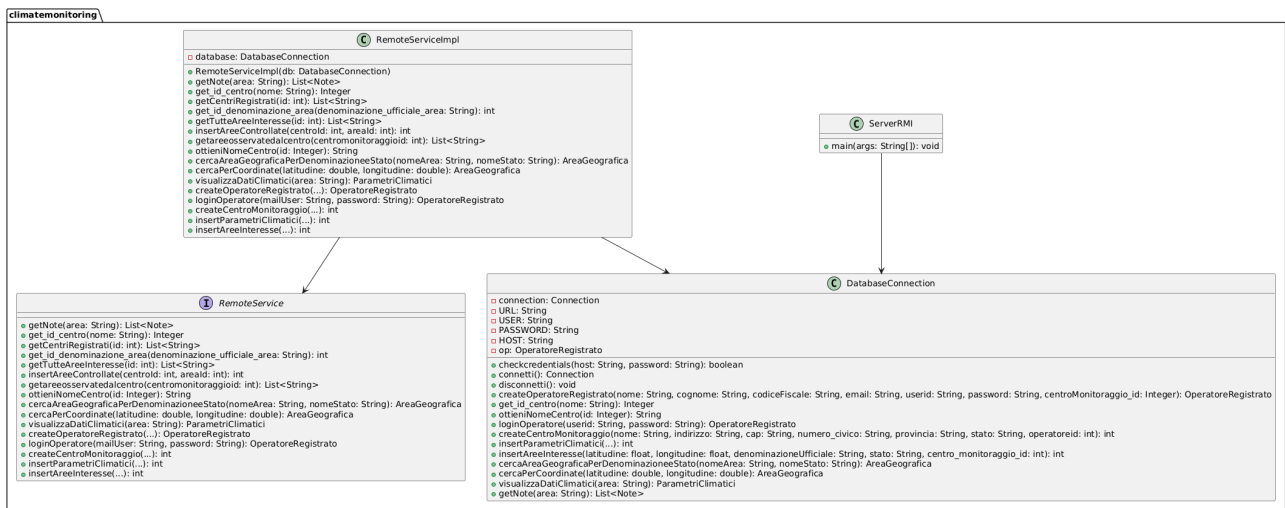 climatemonitoring
C RemoteServiceImpl
database: DatabaseConnection
RemoteServiceImpl(db: DatabaseConnection)
getNote(area: String): List<Note>
get_id_centro(nome: String): Integer
getCentriRegistrati(id: int): List<String>
get_id_denominazione_area(denominazione_ufficiale_area: String): int
getTutteAreeInteresse(id: int): List<String>
insertAreeControllate(centroId: int, areaId: int): int
getareeosservatedalcentro(centromonitoraggioid: int): List<String>
ottieniNomeCentro(id: Integer): String
cercaAreaGeograficaPerDenominazioneeStato(nomeArea: String, nomeStato: String): AreaGeografica
cercaPerCoordinate(latitudine: double, longitudine: double): AreaGeografica
visualizzaDatiClimatici(area: String): ParametriClimatici
createOperatoreRegistrato(...): OperatoreRegistrato
loginOperatore(mailUser: String, password: String): OperatoreRegistrato
createCentroMonitoraggio(...): int
insertParametriClimatici(...): int
insertAreeInteresse(...): int
C ServerRMI
main(args: String[]): void
I RemoteService
getNote(area: String): List<Note>
get_id_centro(nome: String): Integer
getCentriRegistrati(id: int): List<String>
get_id_denominazione_area(denominazione_ufficiale_area: String): int
getTutteAreeInteresse(id: int): List<String>
insertAreeControllate(centroId: int, areaId: int): int
getareeosservatedalcentro(centromonitoraggioid: int): List<String>
ottieniNomeCentro(id: Integer): String
cercaAreaGeograficaPerDenominazioneeStato(nomeArea: String, nomeStato: String): AreaGeografica
cercaPerCoordinate(latitudine: double, longitudine: double): AreaGeografica
visualizzaDatiClimatici(area: String): ParametriClimatici
createOperatoreRegistrato(...): OperatoreRegistrato
loginOperatore(mailUser: String, password: String): OperatoreRegistrato
createCentroMonitoraggio(...): int
insertParametriClimatici(...): int
insertAreeInteresse(...): int
C DatabaseConnection
connection: Connection
URL: String
USER: String
PASSWORD: String
HOST: String
op: OperatoreRegistrato
checkcredentials(host: String, password: String): boolean
connetti(): Connection
disconnetti(): void
createOperatoreRegistrato(nome: String, cognome: String, codiceFiscale: String, email: String, userid: String, password: String, centroMonitoraggio_id: Integer): OperatoreRegistrato
get_id_centro(nome: String): Integer
ottieniNomeCentro(id: Integer): String
loginOperatore(userid: String, password: String): OperatoreRegistrato
createCentroMonitoraggio(nome: String, indirizzo: String, cap: String, numero_civico: String, provincia: String, stato: String, operatoreid: int): int
insertParametriClimatici(...): int
insertAreeInteresse(latitudine: float, longitudine: float, denominazioneUfficiale: String, stato: String, centro_monitoraggio_id: int): int
cercaAreaGeograficaPerDenominazioneeStato(nomeArea: String, nomeStato: String): AreaGeografica
cercaPerCoordinate(latitudine: double, longitudine: double): AreaGeografica
visualizzaDatiClimatici(area: String): ParametriClimatici
getNote(area: String): List<Note>